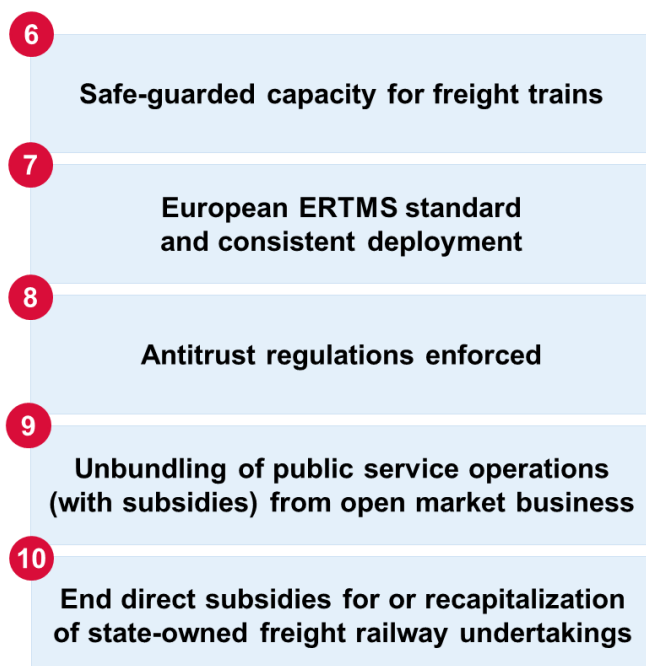 6
Safe-guarded capacity for freight trains
7
European ERTMS standard
and consistent deployment
8
Antitrust regulations enforced
9
Unbundling of public service operations
(with subsidies) from open market business
10
End direct subsidies for or recapitalization
of state-owned freight railway undertakings